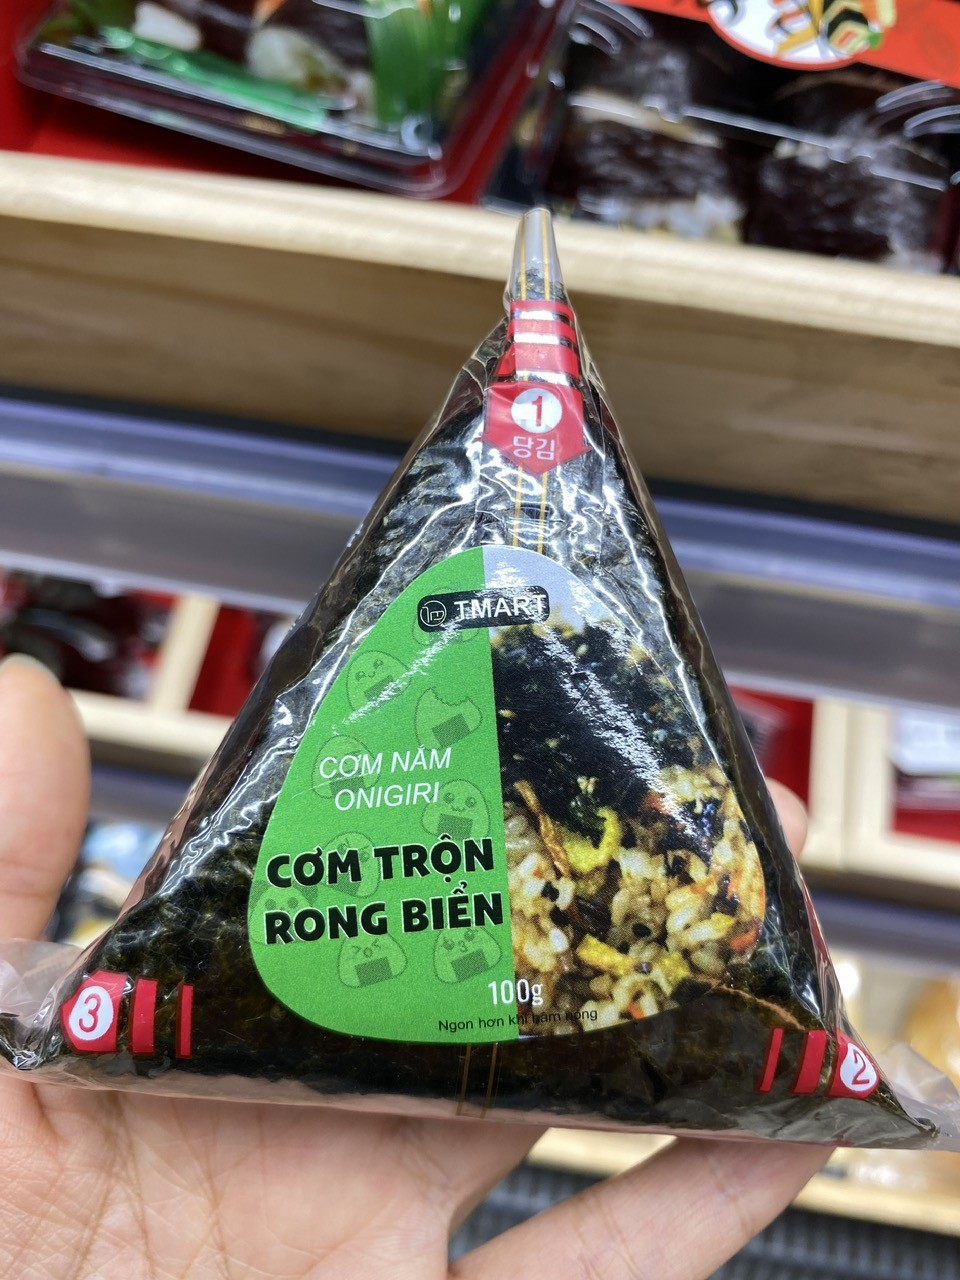 1
당김
TMART
CƠM NẮM
ONIGIRI
CƠM TRỘN
RONG BIỂN
100g
Ngon hơn khi hâm nóng
3
2